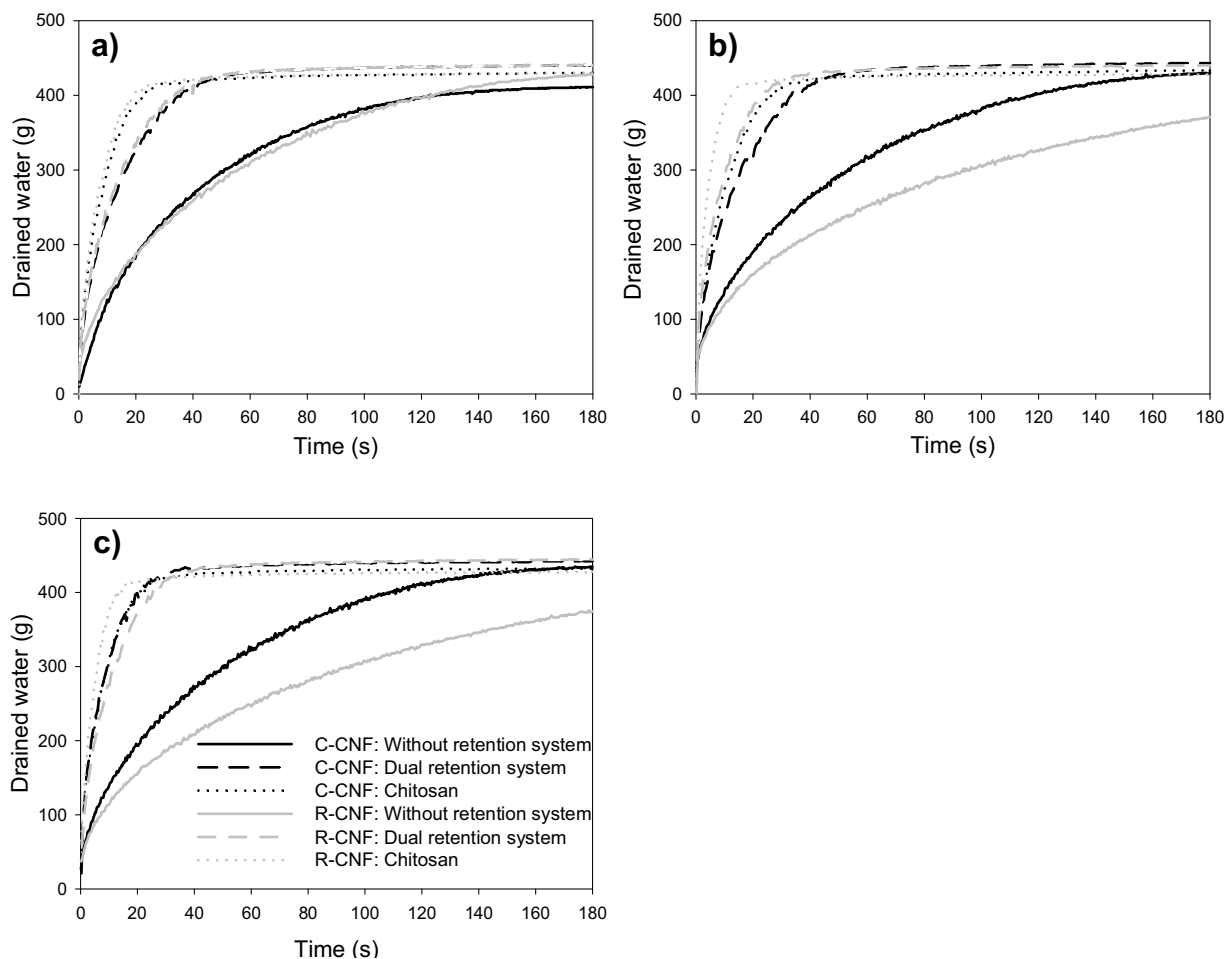 a)
500
400
300
200
100
0
Drained water (g)
0 20 40 60 80 100 120 140 160 180
Time (s)
b)
500
400
300
200
100
0
Drained water (g)
0 20 40 60 80 100 120 140 160 180
Time (s)
c)
500
400
300
200
100
0
Drained water (g)
C-CNF: Without retention system
C-CNF: Dual retention system
C-CNF: Chitosan
R-CNF: Without retention system
R-CNF: Dual retention system
R-CNF: Chitosan
0 20 40 60 80 100 120 140 160 180
Time (s)